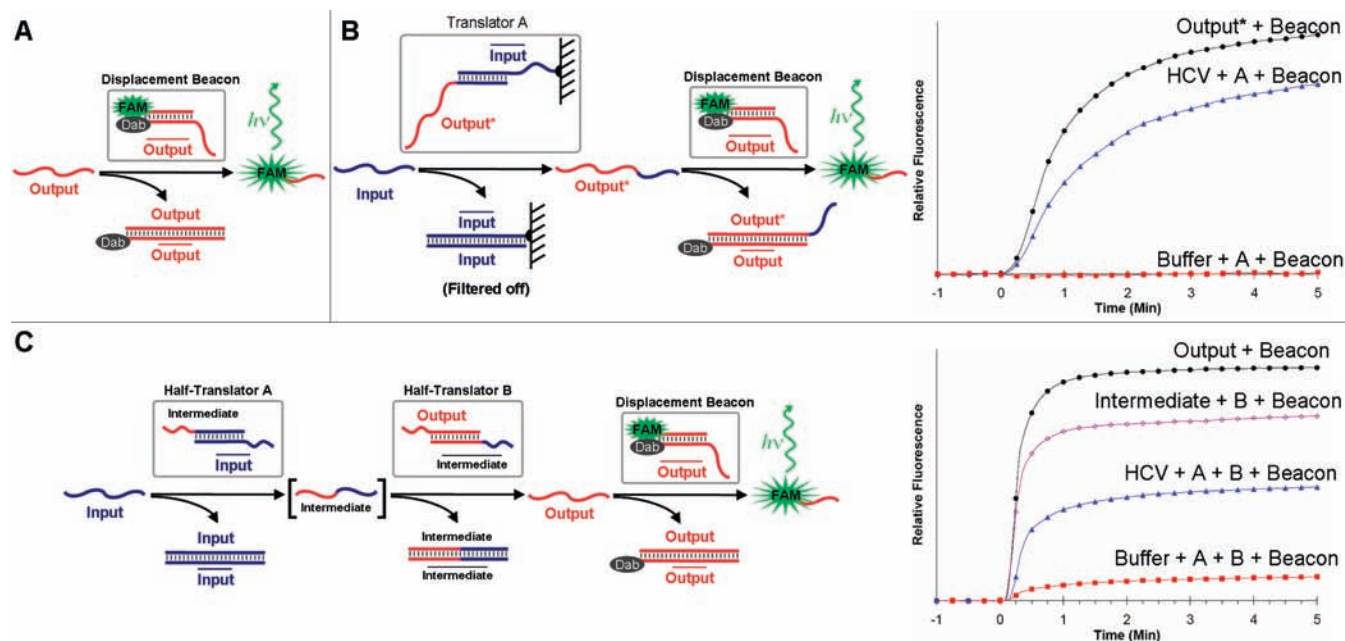 A
Displacement Beacon
FAM
Dab
Output
hν
Output
FAM
Output
Dab
Output
B
Translator A
Input
Output*
Displacement Beacon
FAM
Dab
Output
hν
Input
Output*
FAM
Input
Input
(Filtered off)
Output*
Dab
Output
Relative Fluorescence
Output* + Beacon
HCV + A + Beacon
Buffer + A + Beacon
-1 0 1 2 3 4 5
Time (Min)
C
Half-Translator A
Intermediate
Input
Half-Translator B
Output
Intermediate
Displacement Beacon
FAM
Dab
Output
hν
Input
Intermediate
Output
FAM
Input
Input
Intermediate
Intermediate
Output
Dab
Output
Relative Fluorescence
Output + Beacon
Intermediate + B + Beacon
HCV + A + B + Beacon
Buffer + A + B + Beacon
-1 0 1 2 3 4 5
Time (Min)